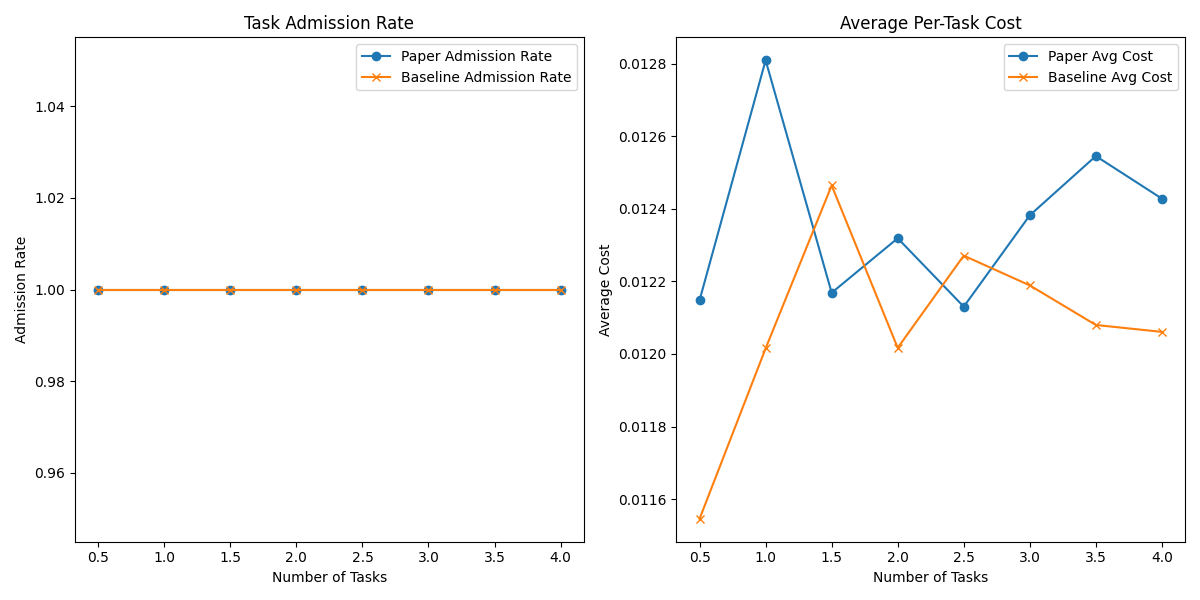 Task Admission Rate
Paper Admission Rate
Baseline Admission Rate
1.04
1.02
1.00
0.98
0.96
Admission Rate
0.5 1.0 1.5 2.0 2.5 3.0 3.5 4.0
Number of Tasks
Average Per-Task Cost
Paper Avg Cost
Baseline Avg Cost
0.0128
0.0126
0.0124
0.0122
0.0120
0.0118
0.0116
Average Cost
0.5 1.0 1.5 2.0 2.5 3.0 3.5 4.0
Number of Tasks